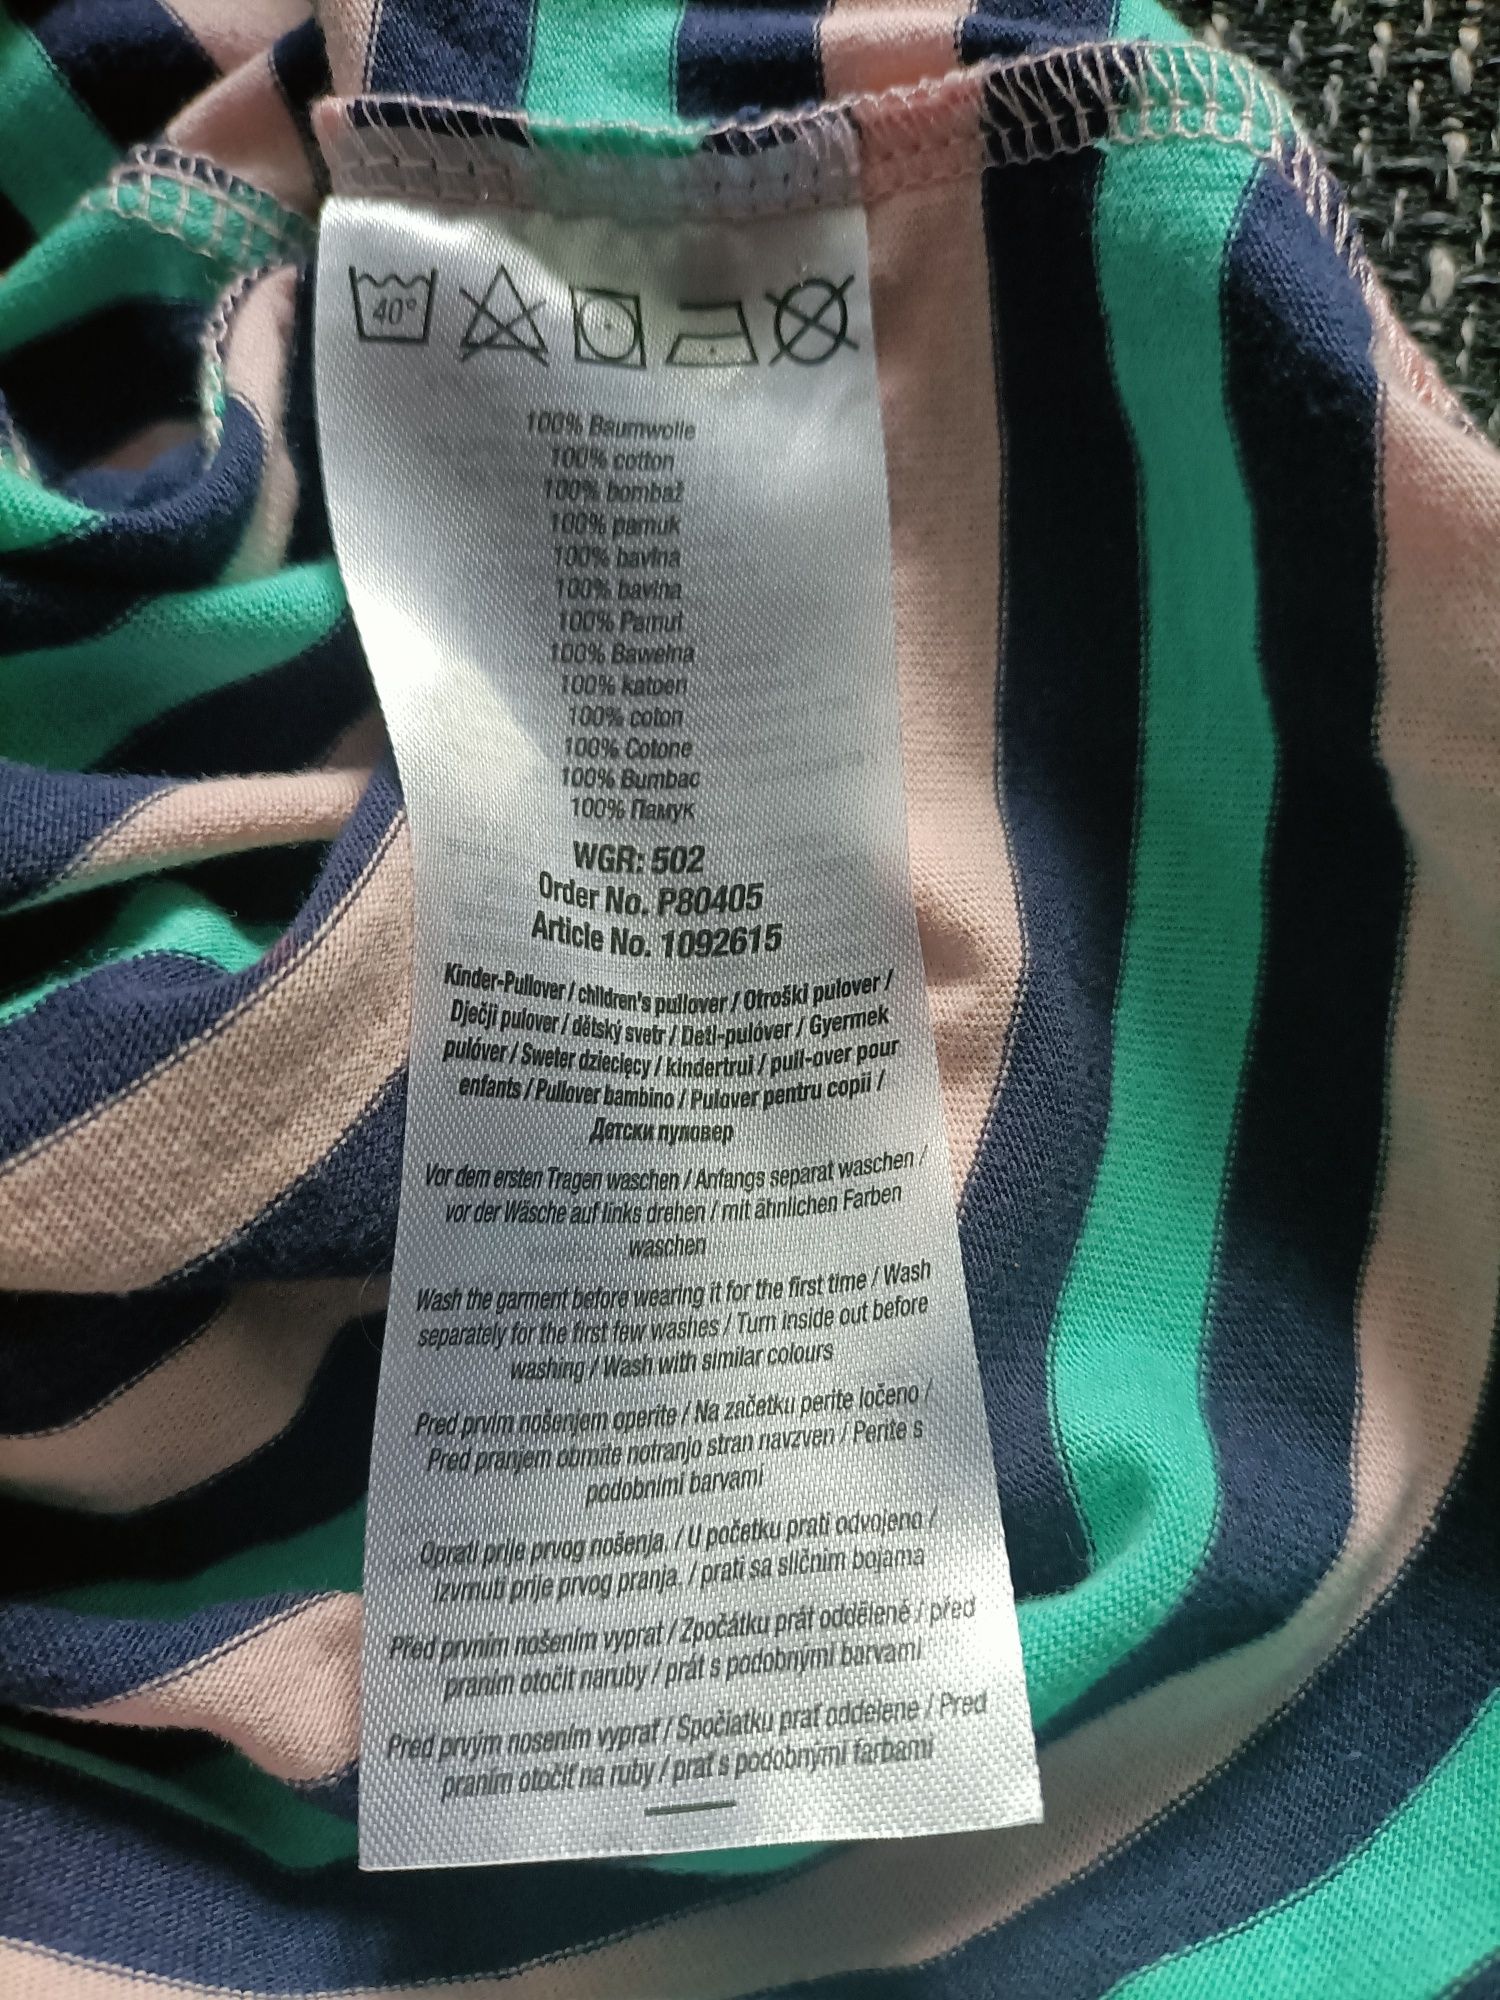 40°
100% Baumwolle
100% cotton
100% bombaž
100% pamuk
100% bavlna
100% bavlna
100% Pamut
100% Bawełna
100% katoen
100% coton
100% Cotone
100% Bumbac
100% Памук
WGR: 502
Order No. P80405
Article No. 1092615
Kinder-Pullover / children's pullover / Otroški pulover /
Dječji pulover / dětský svetr / Detl-pulóver / Gyermek
pulóver / Sweter dziecięcy / kindertrui / pull-over pour
enfants / Pullover bambino / Pulover pentru copii /
Детски пуловер
Vor dem ersten Tragen waschen / Anfangs separat waschen /
vor der Wäsche auf links drehen / mit ähnlichen Farben
waschen
Wash the garment before wearing it for the first time / Wash
separately for the first few washes / Turn inside out before
washing / Wash with similar colours
Pred prvim nošenjem operite / Na začetku perite ločeno /
Pred pranjem obrnite notranjo stran navzven / Perite s
podobnimi barvami
Oprati prije prvog nošenja. / U početku prati odvojeno /
Izvrnuti prije prvog pranja. / prati sa sličnim bojama
Před prvním nošením vyprat / Zpočátku prát odděleně / před
praním otočit naruby / prát s podobnými barvami
Pred prvým nosením vyprať / Spočiatku prať oddelene / Pred
praním otočiť na ruby / prať s podobnými farbami